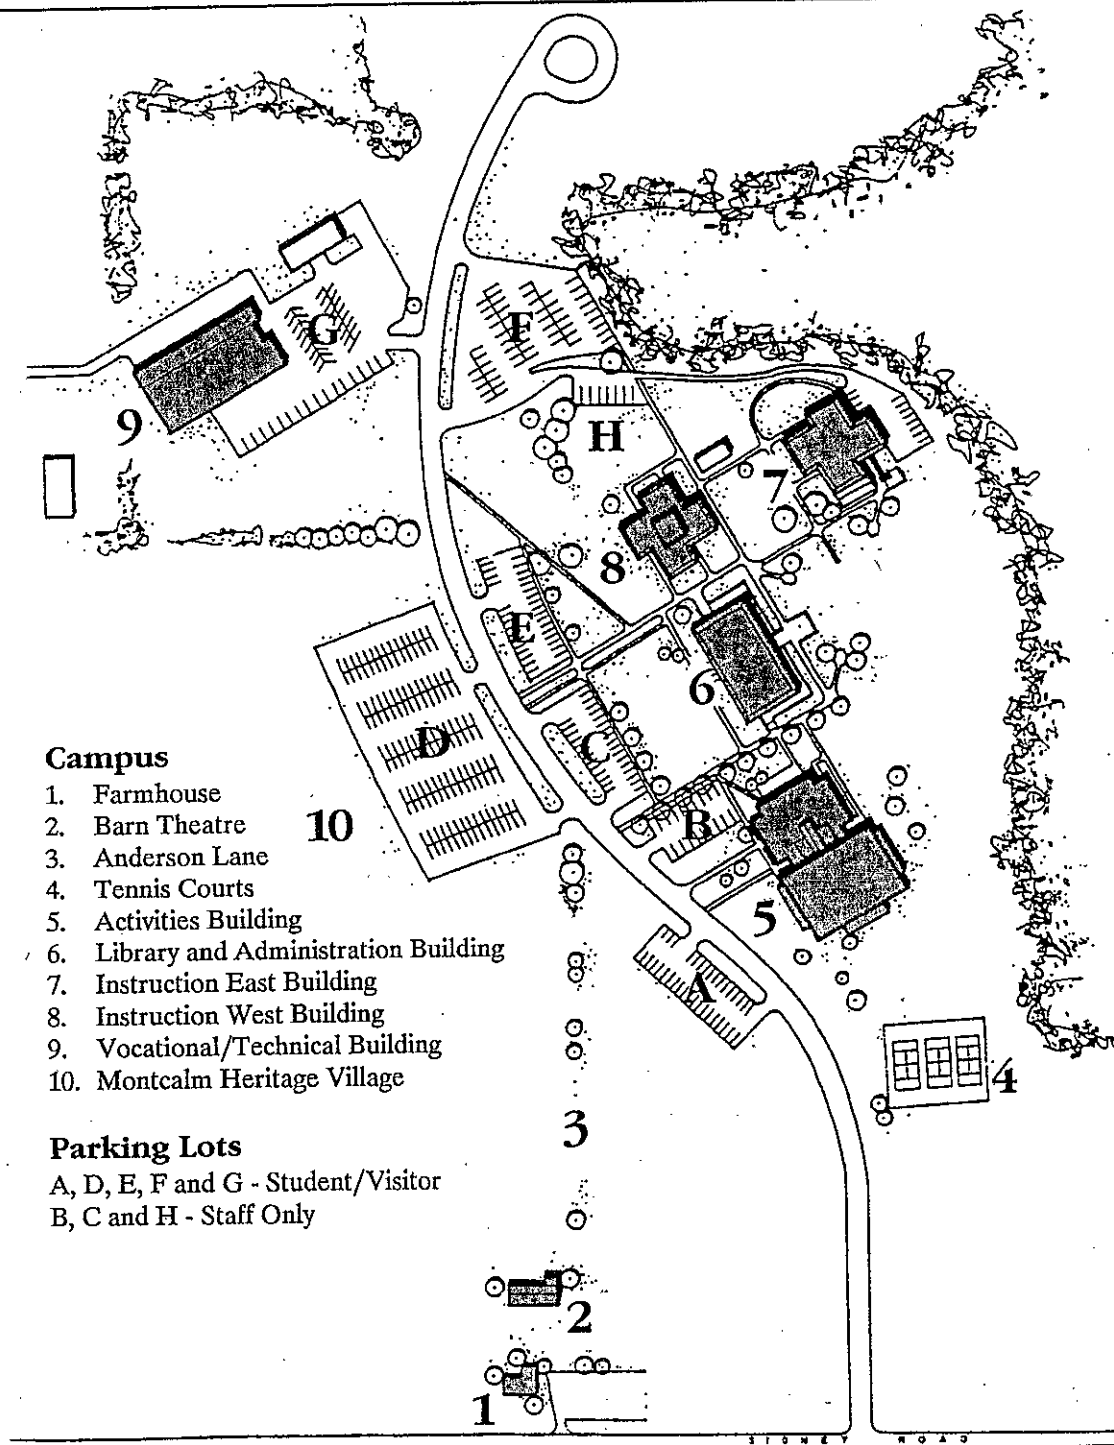 G
F
9
H
7
8
E
6
D
C
Campus
1. Farmhouse
2. Barn Theatre
3. Anderson Lane
4. Tennis Courts
5. Activities Building
6. Library and Administration Building
7. Instruction East Building
8. Instruction West Building
9. Vocational/Technical Building
10. Montcalm Heritage Village
10
B
5
A
4
3
Parking Lots
A, D, E, F and G - Student/Visitor
B, C and H - Staff Only
2
1
SIDNEY ROAD